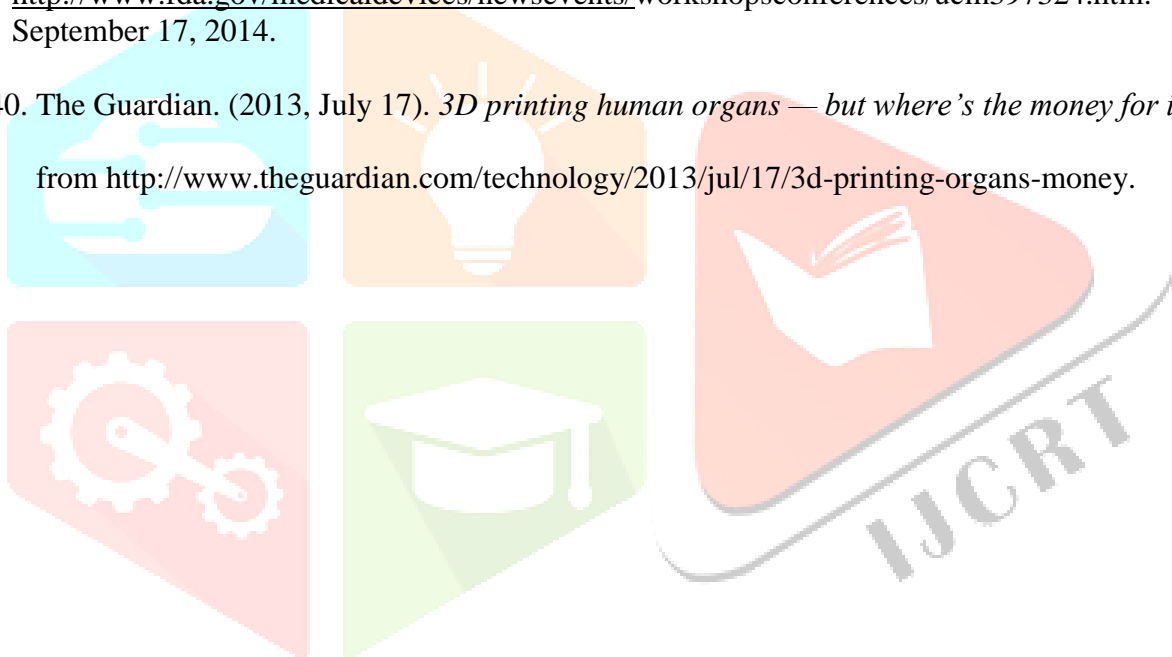 September 17, 2014.
40. The Guardian. (2013, July 17). 3D printing human organs — but where's the money for
from http://www.theguardian.com/technology/2013/jul/17/3d-printing-organs-money.
IJCRT